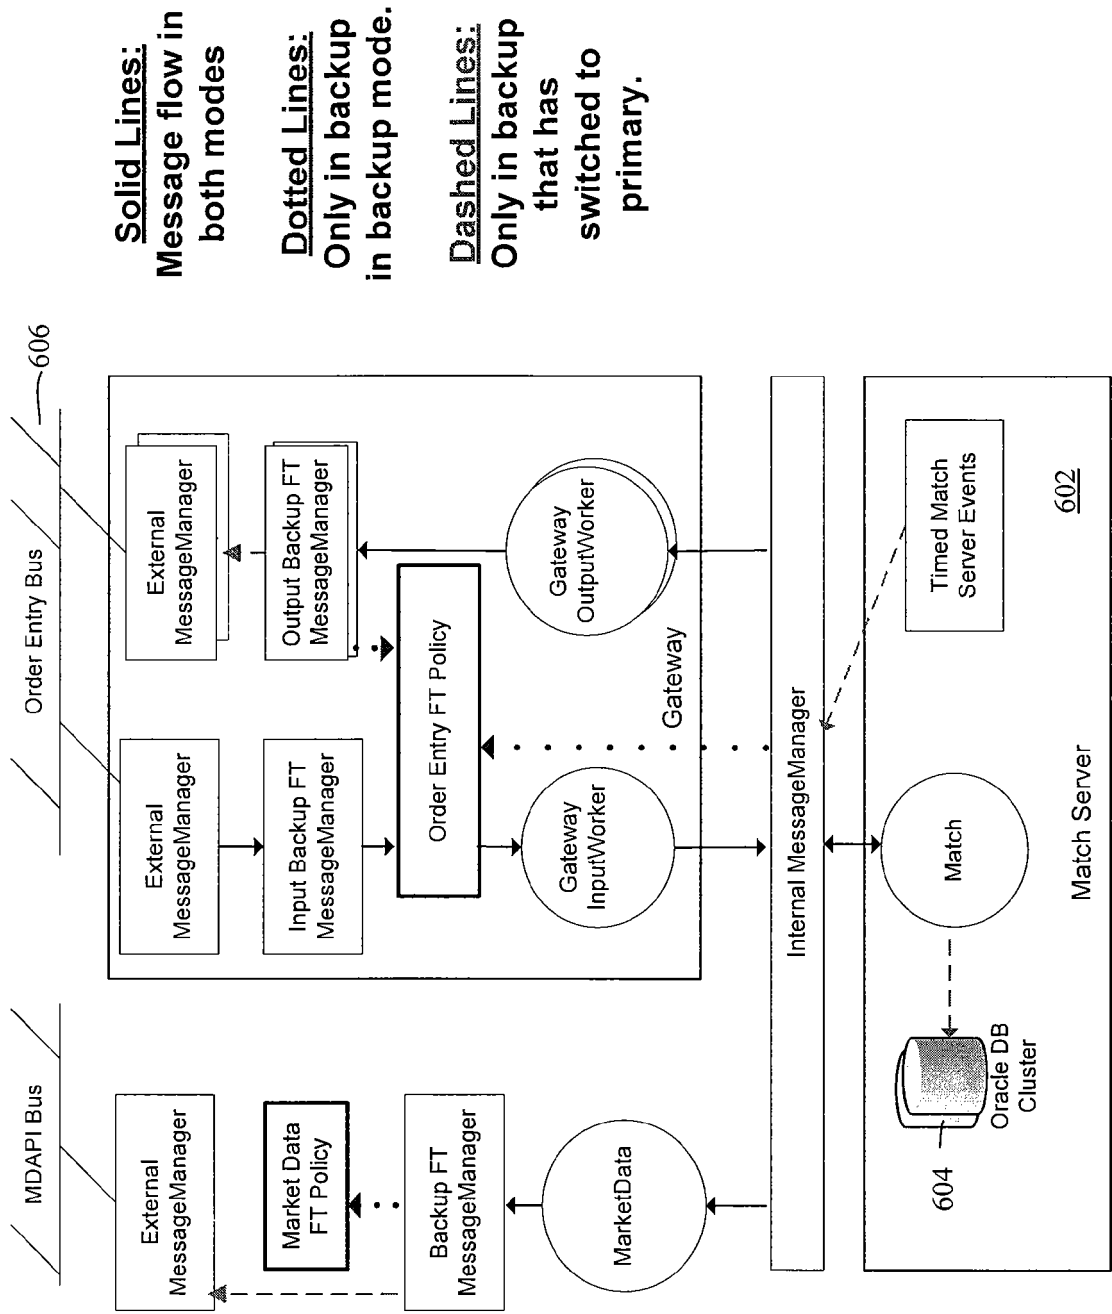 MDAPI Bus
Order Entry Bus
606
External
MessageManager
External
MessageManager
External
MessageManager
Market Data
FT Policy
Input Backup FT
MessageManager
Output Backup FT
MessageManager
Backup FT
MessageManager
Order Entry FT Policy
MarketData
Gateway
InputWorker
Gateway
OutputWorker
Gateway
Internal MessageManager
604
Oracle DB
Cluster
Match
Timed Match
Server Events
Match Server
602
Solid Lines:
Message flow in
both modes
Dotted Lines:
Only in backup
in backup mode.
Dashed Lines:
Only in backup
that has
switched to
primary.